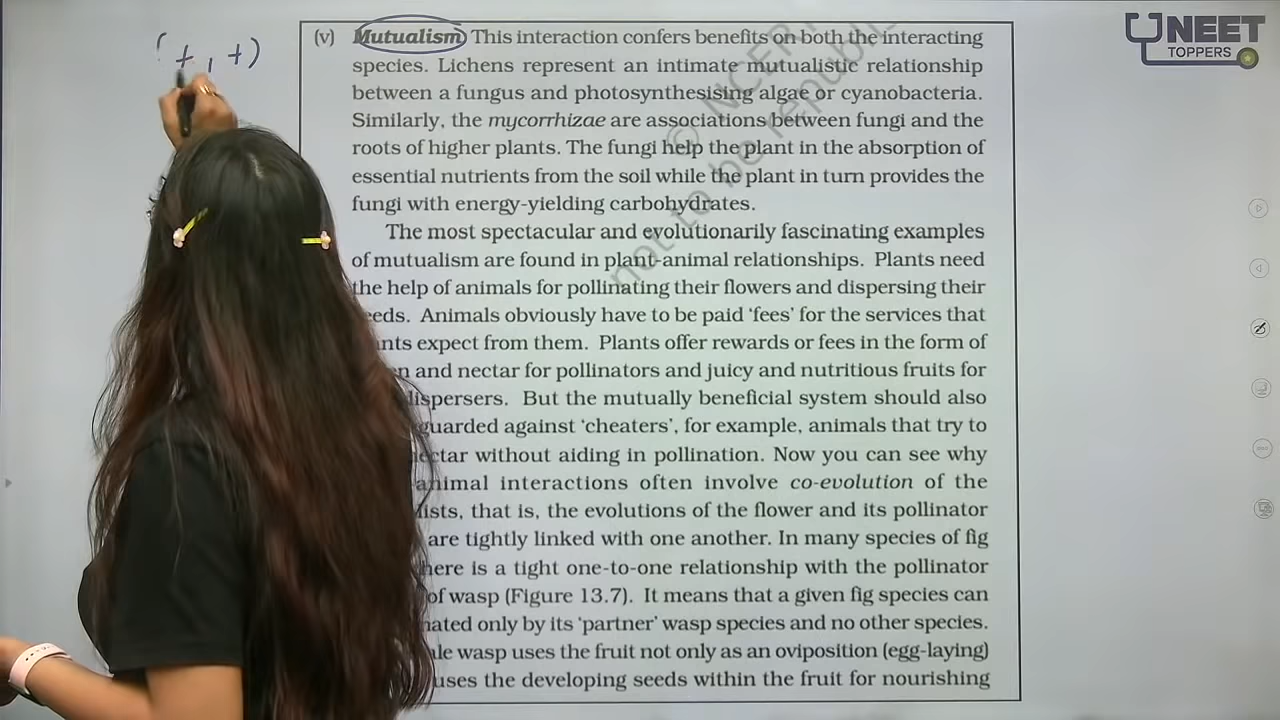 (+ , +)
NEET
TOPPERS
(v) Mutualism This interaction confers benefits on both the interacting
species. Lichens represent an intimate mutualistic relationship
between a fungus and photosynthesising algae or cyanobacteria.
Similarly, the mycorrhizae are associations between fungi and the
roots of higher plants. The fungi help the plant in the absorption of
essential nutrients from the soil while the plant in turn provides the
fungi with energy-yielding carbohydrates.
The most spectacular and evolutionarily fascinating examples
of mutualism are found in plant-animal relationships. Plants need
the help of animals for pollinating their flowers and dispersing their
eeds. Animals obviously have to be paid ‘fees’ for the services that
nts expect from them. Plants offer rewards or fees in the form of
n and nectar for pollinators and juicy and nutritious fruits for
dispersers. But the mutually beneficial system should also
guarded against ‘cheaters’, for example, animals that try to
ectar without aiding in pollination. Now you can see why
animal interactions often involve co-evolution of the
ists, that is, the evolutions of the flower and its pollinator
are tightly linked with one another. In many species of fig
here is a tight one-to-one relationship with the pollinator
of wasp (Figure 13.7). It means that a given fig species can
nated only by its ‘partner’ wasp species and no other species.
le wasp uses the fruit not only as an oviposition (egg-laying)
uses the developing seeds within the fruit for nourishing
© NCERT
not to be republis